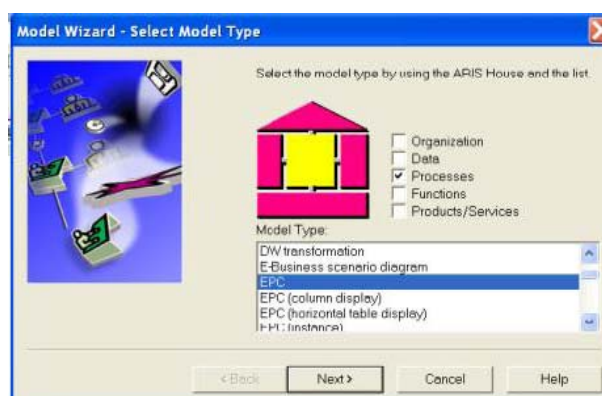 Model Wizard - Select Model Type
Select the model type by using the ARIS House and the list.
Organization
Data
Processes
Functions
Products/Services
Model Type:
DW transformation
E-Business scenario diagram
EPC
EPC (column display)
EPC (horizontal table display)
EPC (instance)
< Back
Next >
Cancel
Help